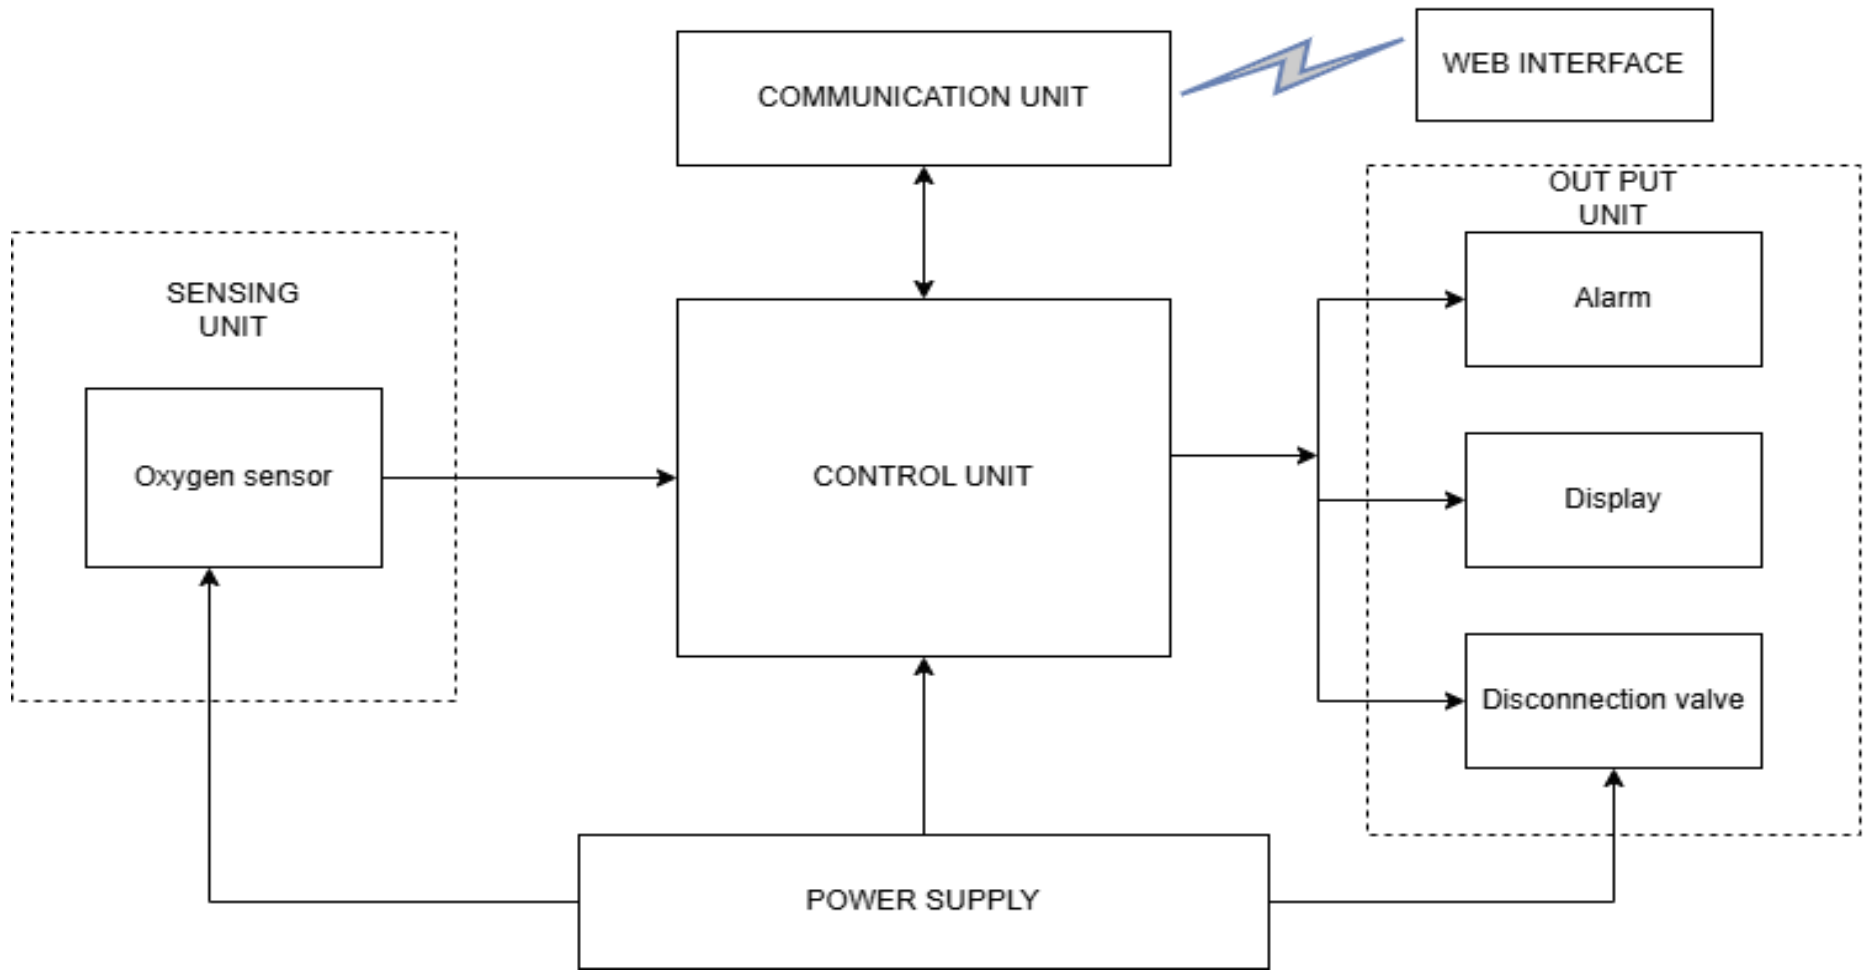 COMMUNICATION UNIT
WEB INTERFACE
OUT PUT
UNIT
SENSING
UNIT
Alarm
Oxygen sensor
CONTROL UNIT
Display
Disconnection valve
POWER SUPPLY